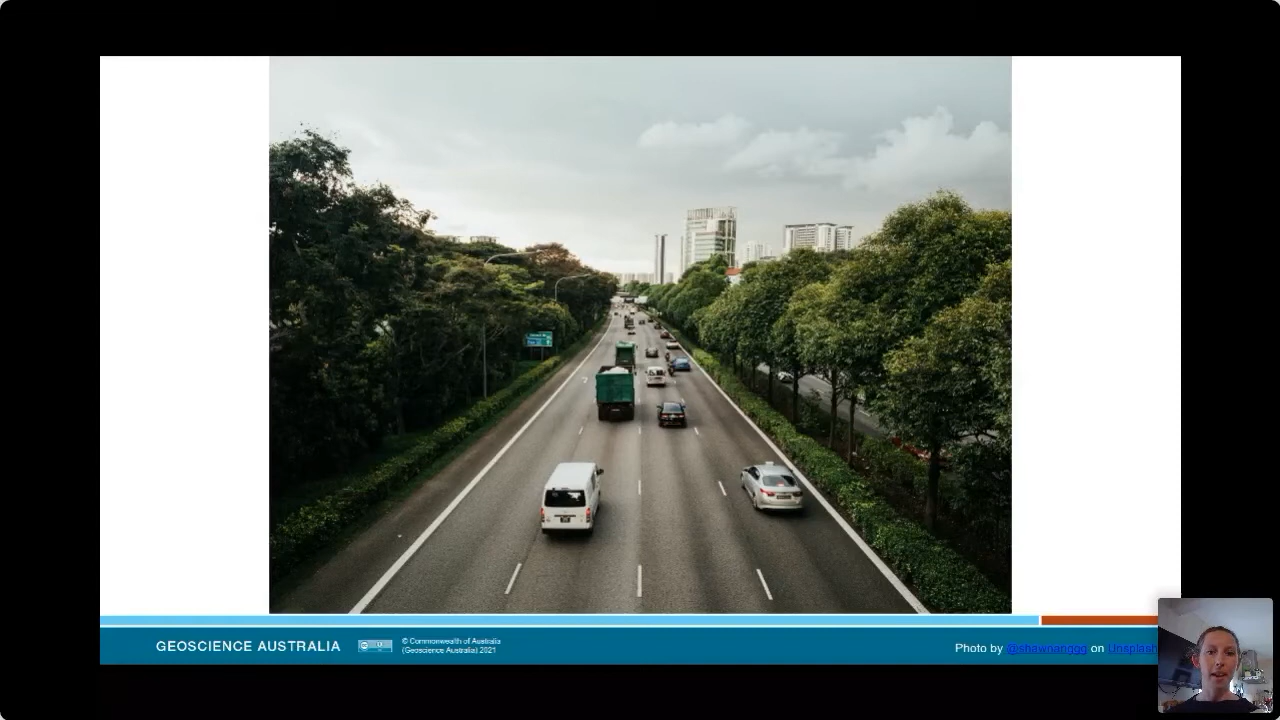 GEOSCIENCE AUSTRALIA
© Commonwealth of Australia
(Geoscience Australia) 2021
Photo by @shawnanggg on Unsplash